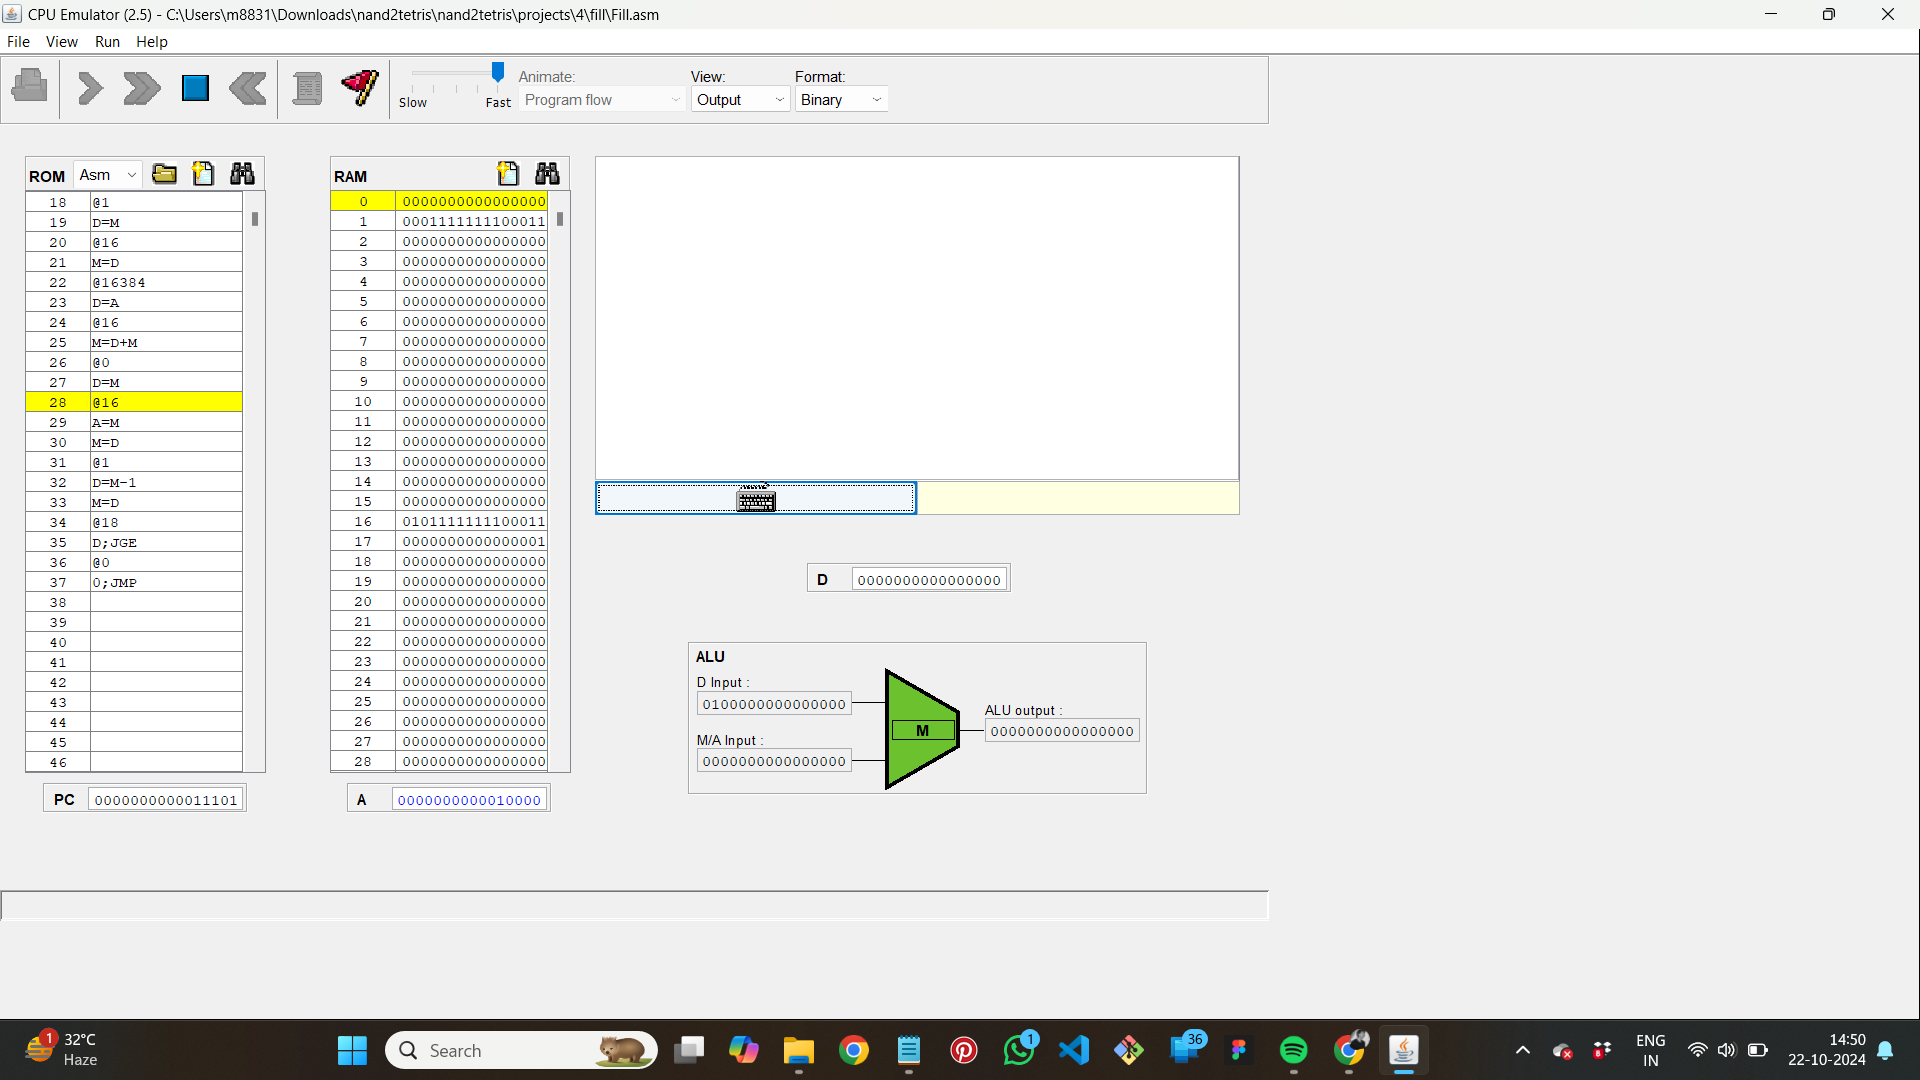 CPU Emulator (2.5) - C:\Users\m8831\Downloads\nand2tetris\nand2tetris\projects\4\fill\Fill.asm
File View Run Help
Slow Fast
Animate:
Program flow
View:
Output
Format:
Binary
ROM Asm
18 @1
19 D=M
20 @16
21 M=D
22 @16384
23 D=A
24 @16
25 M=D+M
26 @0
27 D=M
28 @16
29 A=M
30 M=D
31 @1
32 D=M-1
33 M=D
34 @18
35 D;JGE
36 @0
37 0;JMP
38
39
40
41
42
43
44
45
46
PC 0000000000011101
RAM
0 0000000000000000
1 0001111111100011
2 0000000000000000
3 0000000000000000
4 0000000000000000
5 0000000000000000
6 0000000000000000
7 0000000000000000
8 0000000000000000
9 0000000000000000
10 0000000000000000
11 0000000000000000
12 0000000000000000
13 0000000000000000
14 0000000000000000
15 0000000000000000
16 0101111111100011
17 0000000000000001
18 0000000000000000
19 0000000000000000
20 0000000000000000
21 0000000000000000
22 0000000000000000
23 0000000000000000
24 0000000000000000
25 0000000000000000
26 0000000000000000
27 0000000000000000
28 0000000000000000
A 0000000000010000
D 0000000000000000
ALU
D Input :
0100000000000000
M/A Input :
0000000000000000
M
ALU output :
0000000000000000
1
32°C
Haze
Search
1
36
8
ENG
IN
14:50
22-10-2024